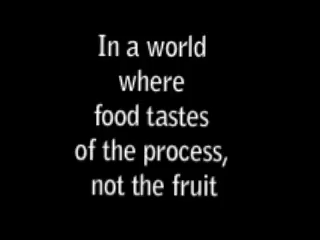 In a world
where
food tastes
of the process,
not the fruit